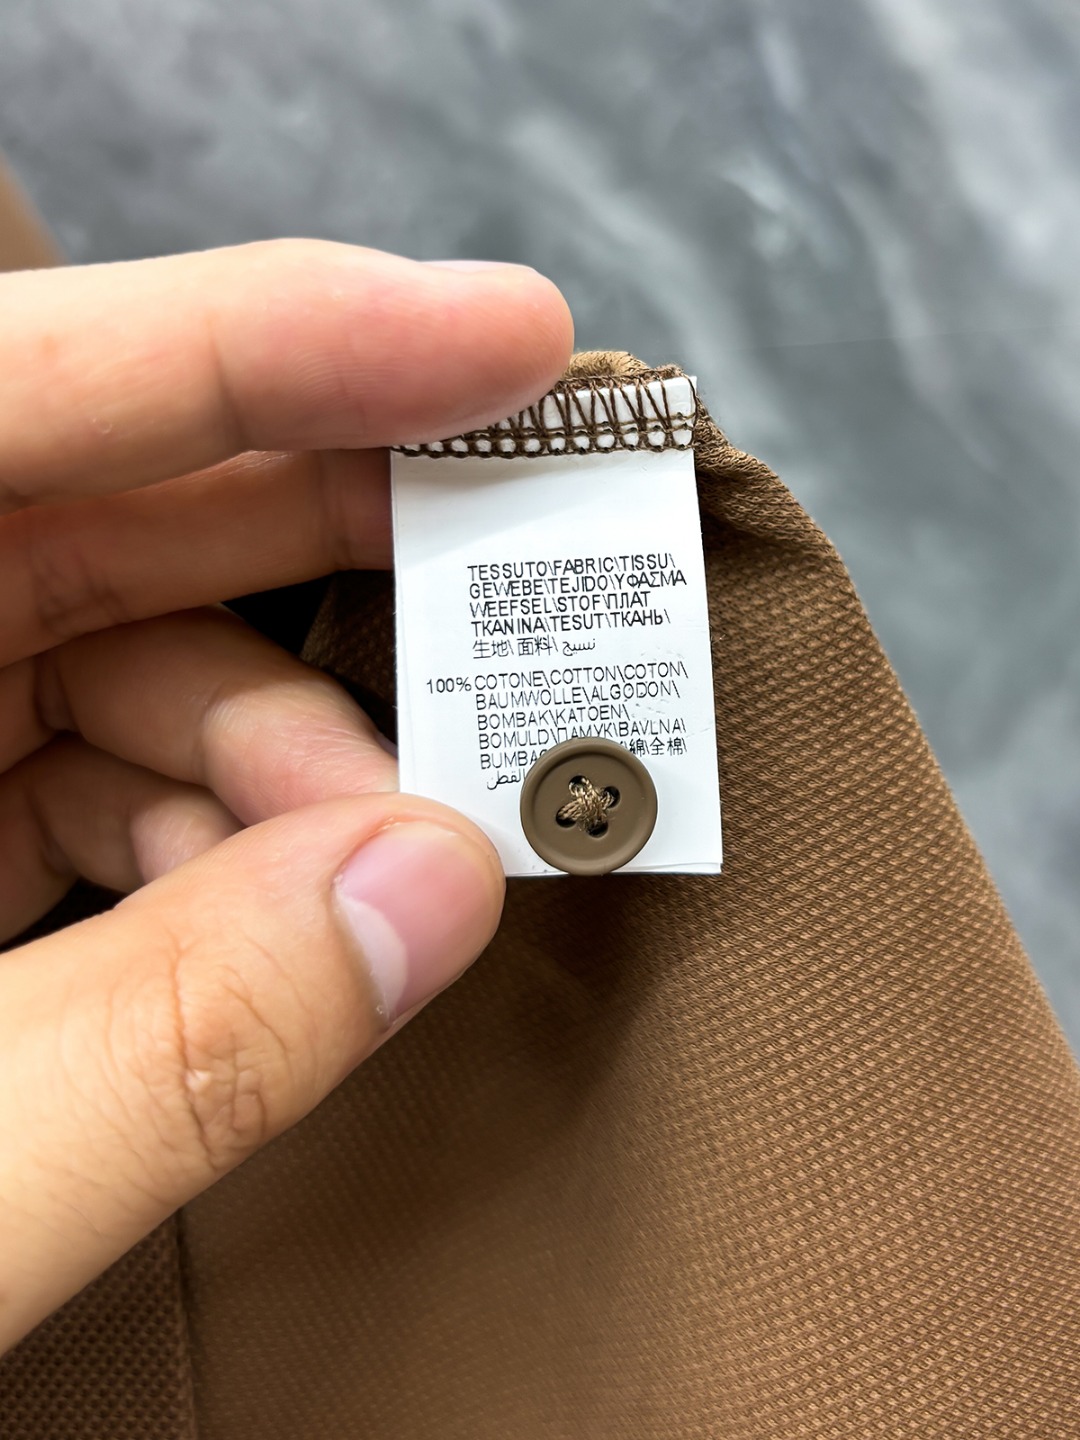 TESSUTO\FABRIC\TISSU\
GEWEBE\TEJIDO\ΥΦΑΣΜΑ
WEEFSEL\STOF\ПЛАТ
TKANINA\TESUT\ТКАНЬ\
生地\面料\نسيج
100% COTONE\COTTON\COTON\
BAUMWOLLE\ALGODON\
BOMBAK\KATOEN\
BOMULD\ПАМУК\BAVLNA\
綿\全棉\
القطن